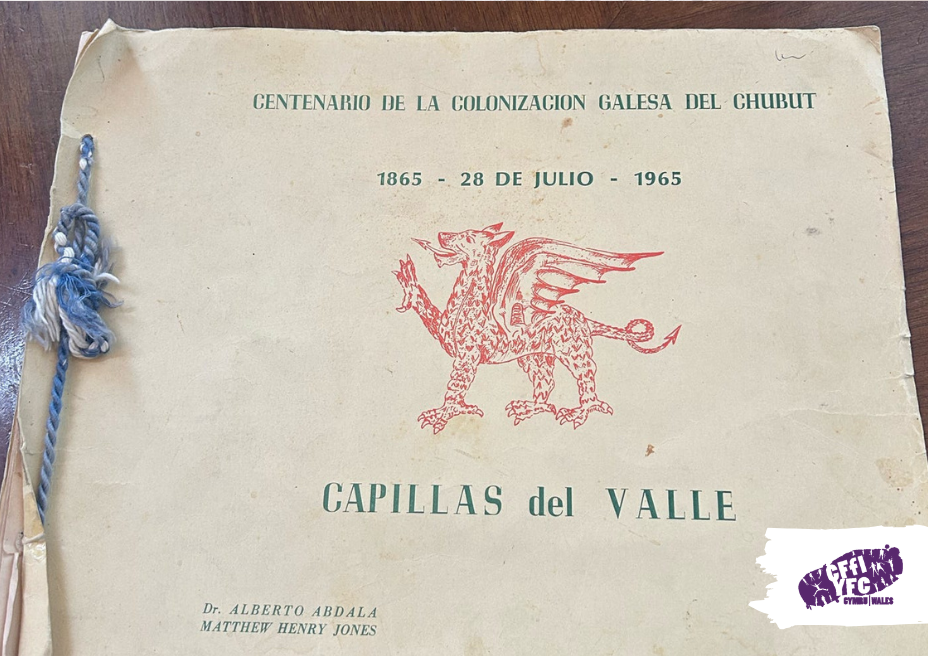 CENTENARIO DE LA COLONIZACION GALESA DEL CHUBUT
1865 - 28 DE JULIO - 1965
CAPILLAS del VALLE
Dr. ALBERTO ABDALA
MATTHEW HENRY JONES
CFfI
YFC
CYMRU|WALES